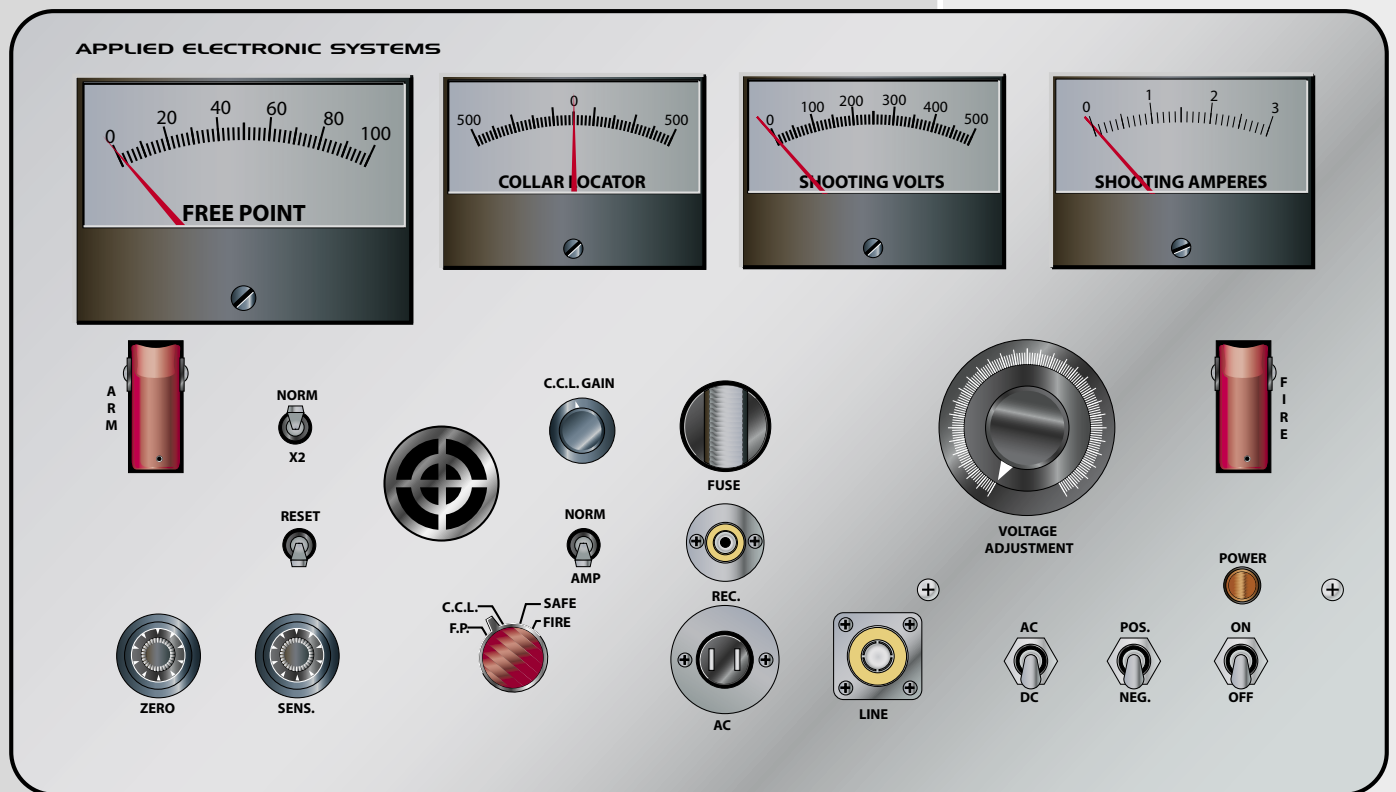 APPLIED ELECTRONIC SYSTEMS
0 20 40 60 80 100
FREE POINT
500 0 500
COLLAR LOCATOR
0 100 200 300 400 500
SHOOTING VOLTS
0 1 2 3
SHOOTING AMPERES
ARM
NORM
X2
C.C.L. GAIN
FUSE
VOLTAGE
ADJUSTMENT
FIRE
RESET
NORM
AMP
REC.
POWER
C.C.L.
F.P.
SAFE
FIRE
ZERO
SENS.
AC
LINE
AC
DC
POS.
NEG.
ON
OFF